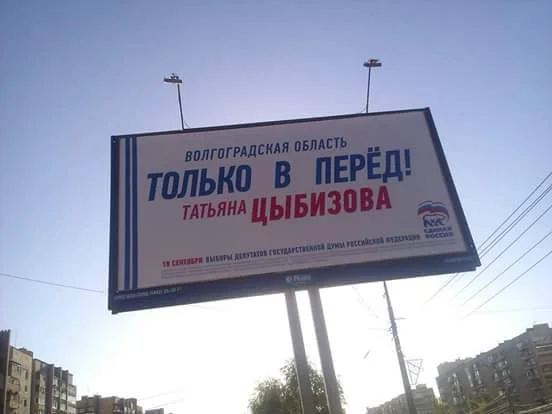 ВОЛГОГРАДСКАЯ ОБЛАСТЬ
ТОЛЬКО В ПЕРЁД!
ТАТЬЯНА ЦЫБИЗОВА
ЕДИНАЯ
РОССИЯ
18 СЕНТЯБРЯ ВЫБОРЫ ДЕПУТАТОВ ГОСУДАРСТВЕННОЙ ДУМЫ РОССИЙСКОЙ ФЕДЕРАЦИИ